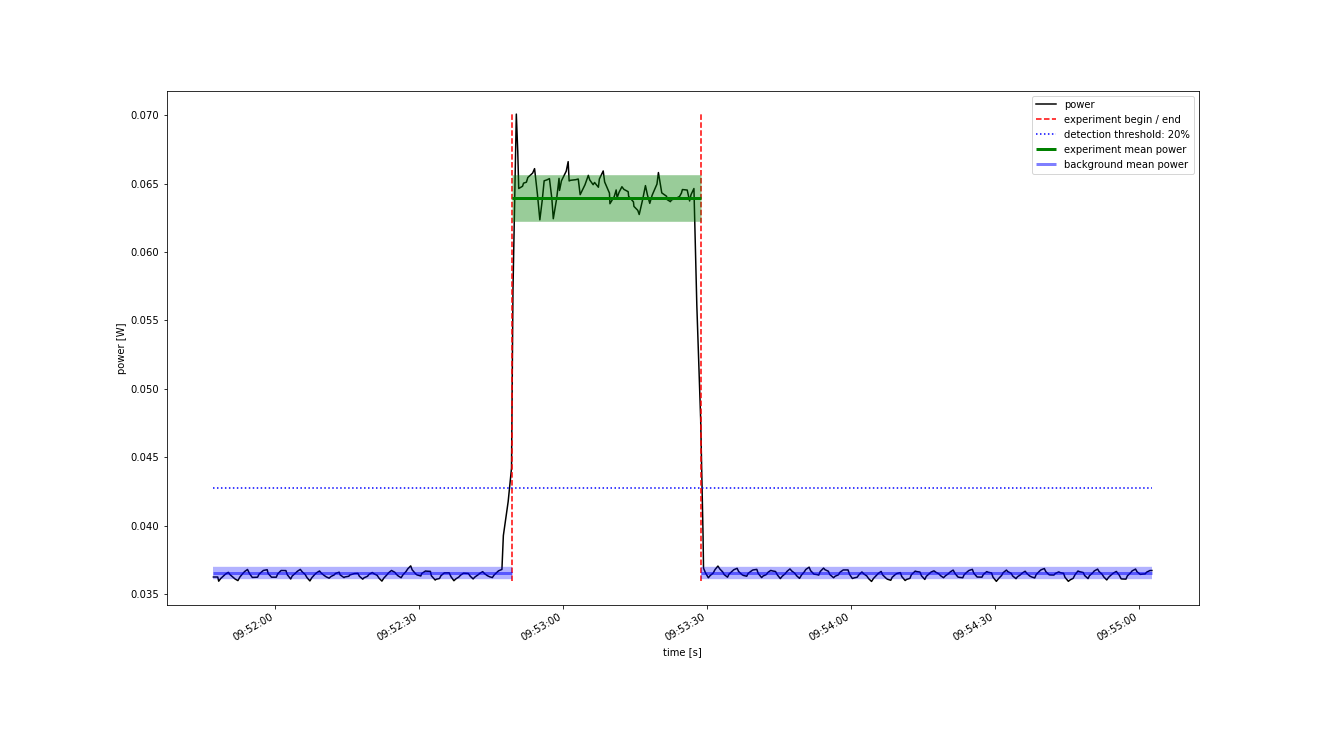 0.070
0.065
0.060
0.055
0.050
0.045
0.040
0.035
power [W]
09:52:00
09:52:30
09:53:00
09:53:30
09:54:00
09:54:30
09:55:00
time [s]
power
experiment begin / end
detection threshold: 20%
experiment mean power
background mean power